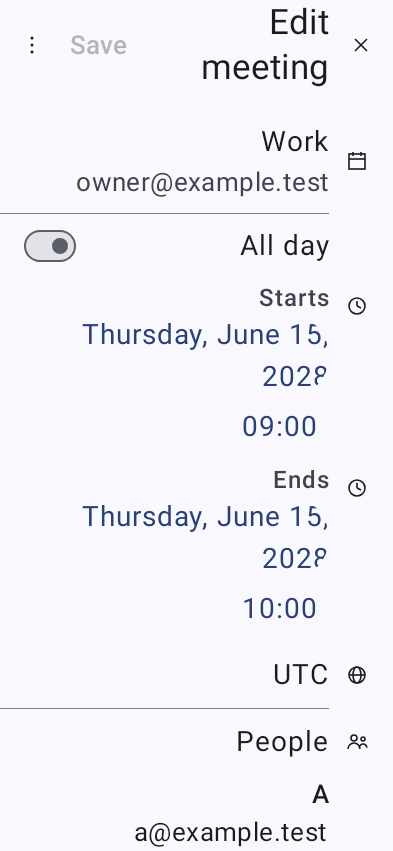 Edit
meeting
Save
Work
owner@example.test
All day
Starts
Thursday, June 15,
2028
09:00
Ends
Thursday, June 15,
2028
10:00
UTC
People
A
a@example.test